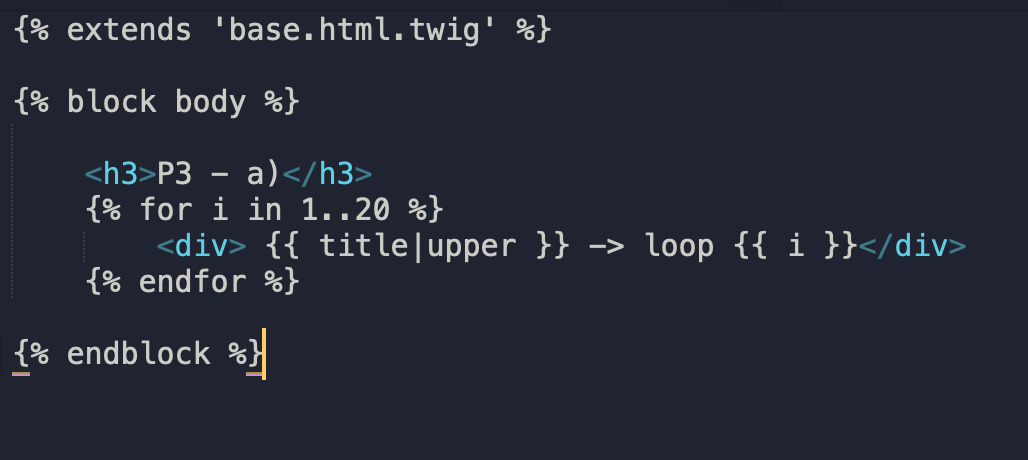 {% extends 'base.html.twig' %}
{% block body %}
<h3>P3 - a)</h3>
{% for i in 1..20 %}
<div> {{ title|upper }} -> loop {{ i }}</div>
{% endfor %}
{% endblock %}